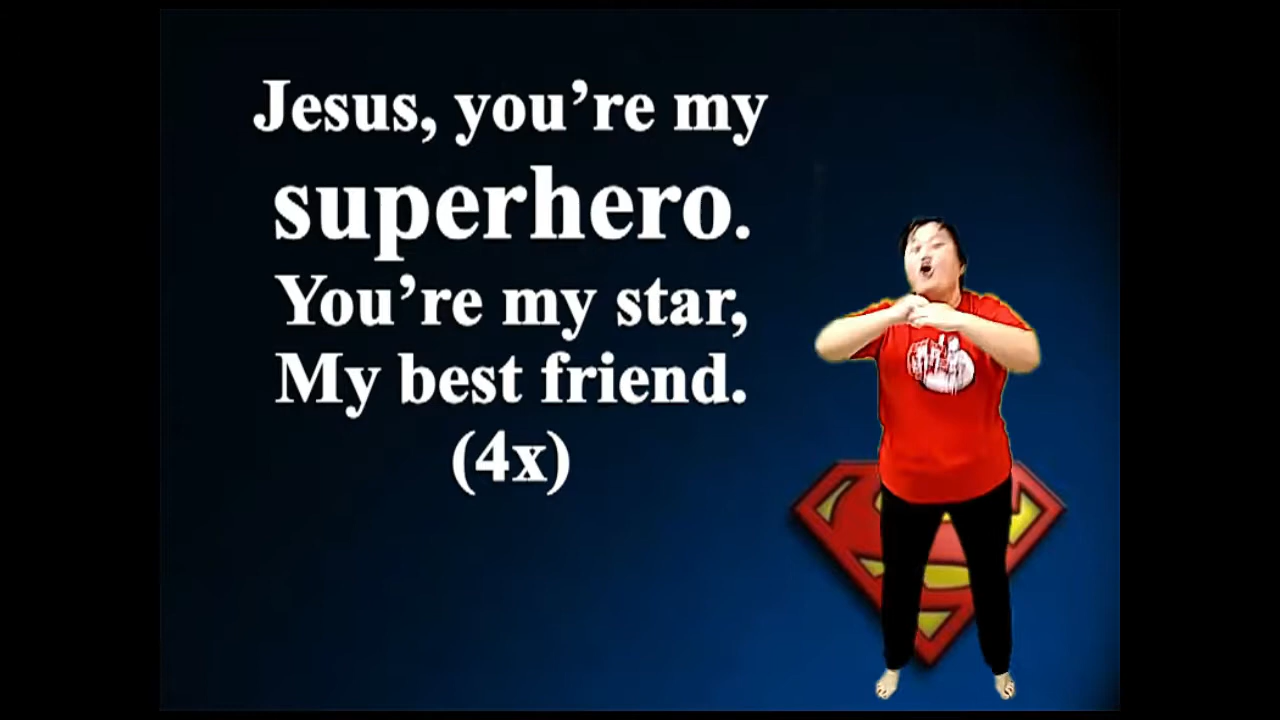 Jesus, you’re my
superhero.
You’re my star,
My best friend.
(4x)